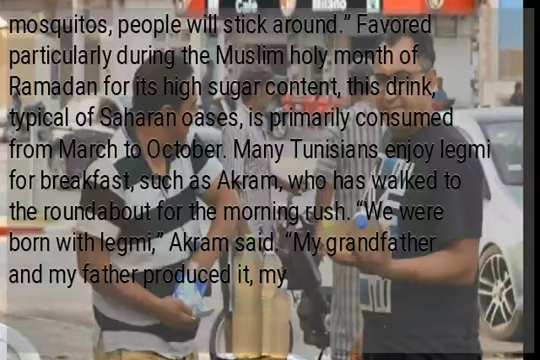 Café
Milano
mosquitos, people will stick around.” Favored
particularly during the Muslim holy month of
Ramadan for its high sugar content, this drink,
typical of Saharan oases, is primarily consumed
from March to October. Many Tunisians enjoy legmi
for breakfast, such as Akram, who has walked to
the roundabout for the morning rush. “We were
born with legmi,” Akram said. “My grandfather
and my father produced it, my